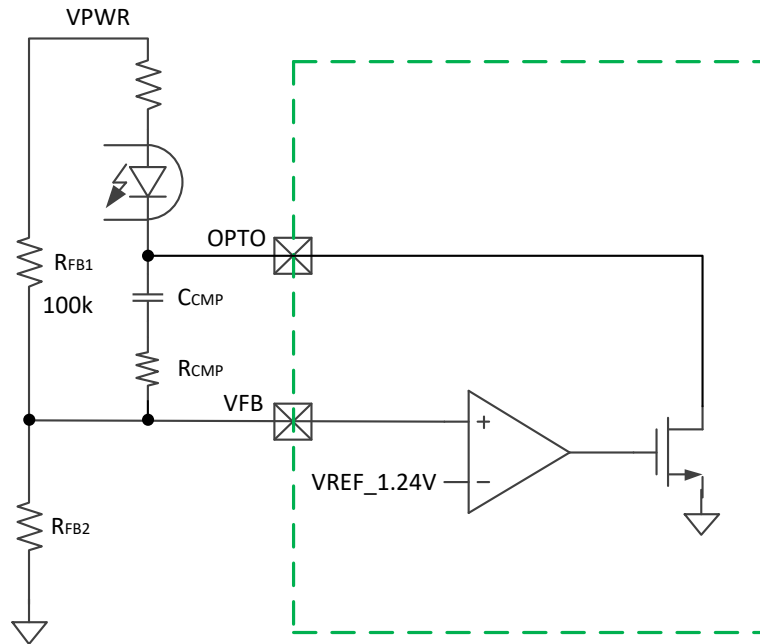 VPWR
OPTO
RFB1
100k
CCMP
RCMP
VFB
+
VREF_1.24V
−
RFB2